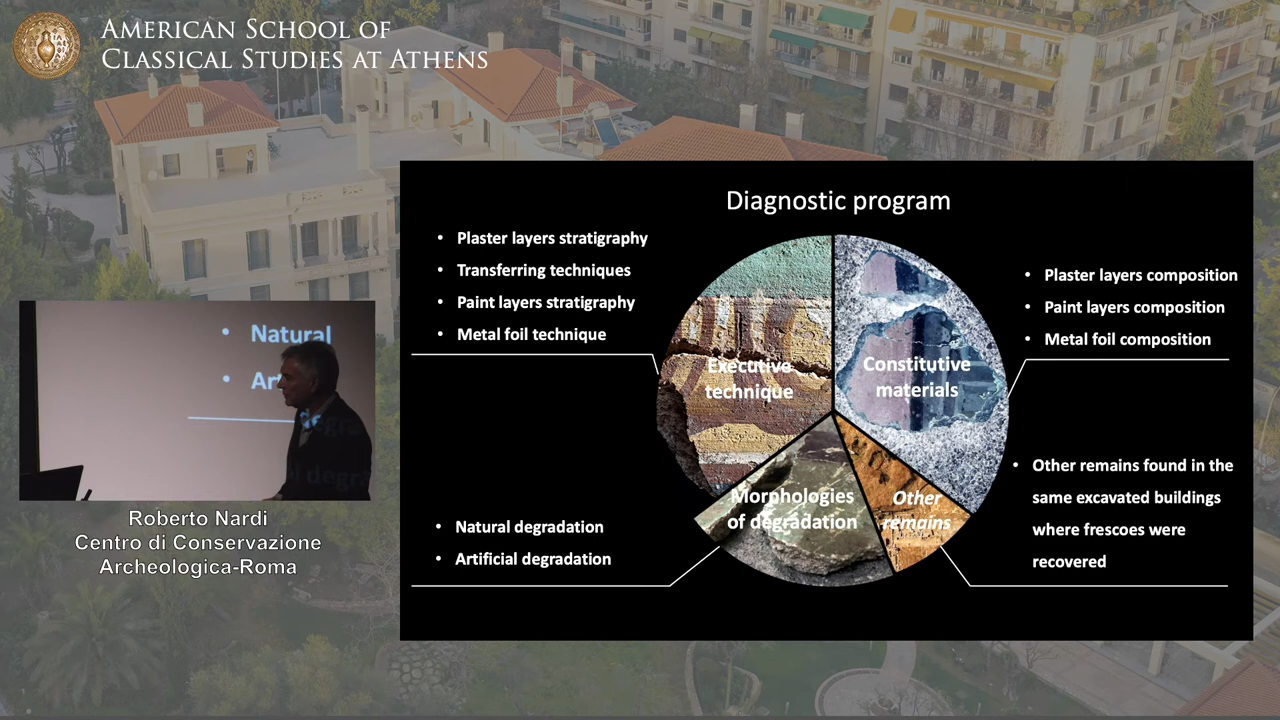 AMERICAN SCHOOL OF
CLASSICAL STUDIES AT ATHENS
Diagnostic program
• Plaster layers stratigraphy
• Transferring techniques
• Paint layers stratigraphy
• Metal foil technique
• Plaster layers composition
• Paint layers composition
• Metal foil composition
Executive
technique
Constitutive
materials
Morphologies
of degradation
Other
remains
• Natural degradation
• Artificial degradation
• Other remains found in the
same excavated buildings
where frescoes were
recovered
• Natural
Roberto Nardi
Centro di Conservazione
Archeologica-Roma